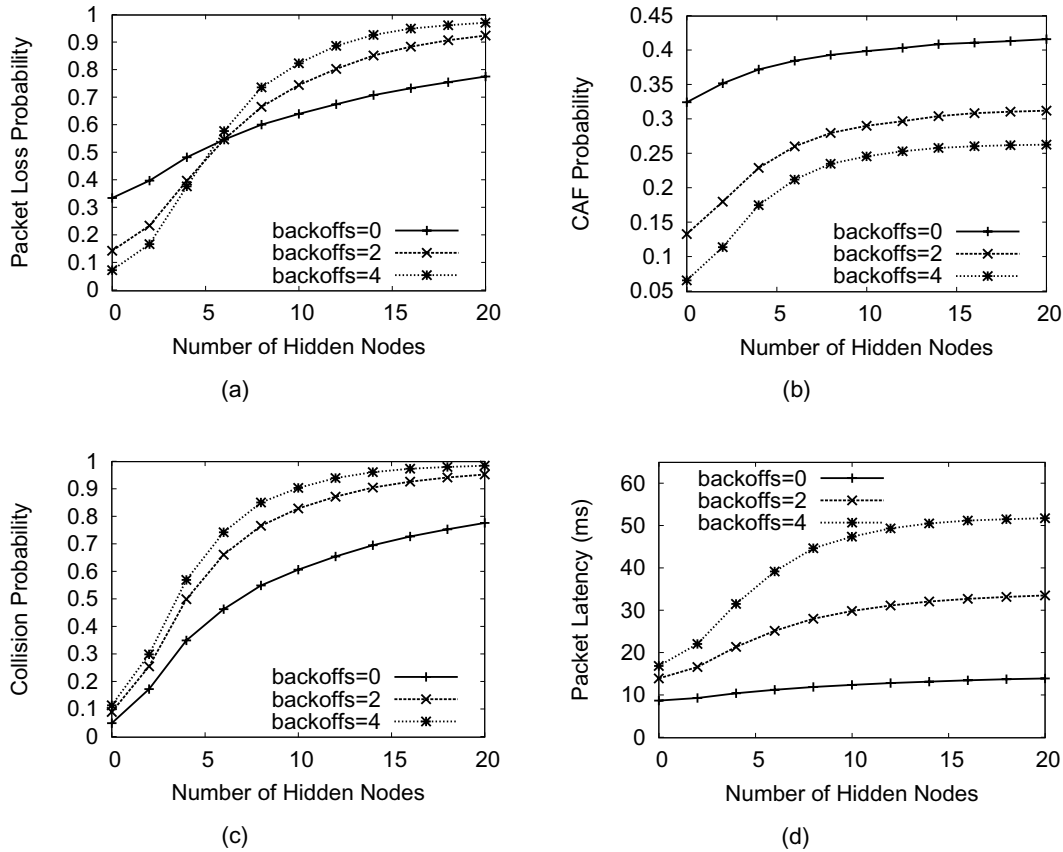 1
0.9
0.8
0.7
0.6
0.5
0.4
0.3
0.2
0.1
0
Packet Loss Probability
backoffs=0
backoffs=2
backoffs=4
0 5 10 15 20
Number of Hidden Nodes
(a)
0.45
0.4
0.35
0.3
0.25
0.2
0.15
0.1
0.05
CAF Probability
backoffs=0
backoffs=2
backoffs=4
0 5 10 15 20
Number of Hidden Nodes
(b)
1
0.9
0.8
0.7
0.6
0.5
0.4
0.3
0.2
0.1
0
Collision Probability
backoffs=0
backoffs=2
backoffs=4
0 5 10 15 20
Number of Hidden Nodes
(c)
60
50
40
30
20
10
0
Packet Latency (ms)
backoffs=0
backoffs=2
backoffs=4
0 5 10 15 20
Number of Hidden Nodes
(d)